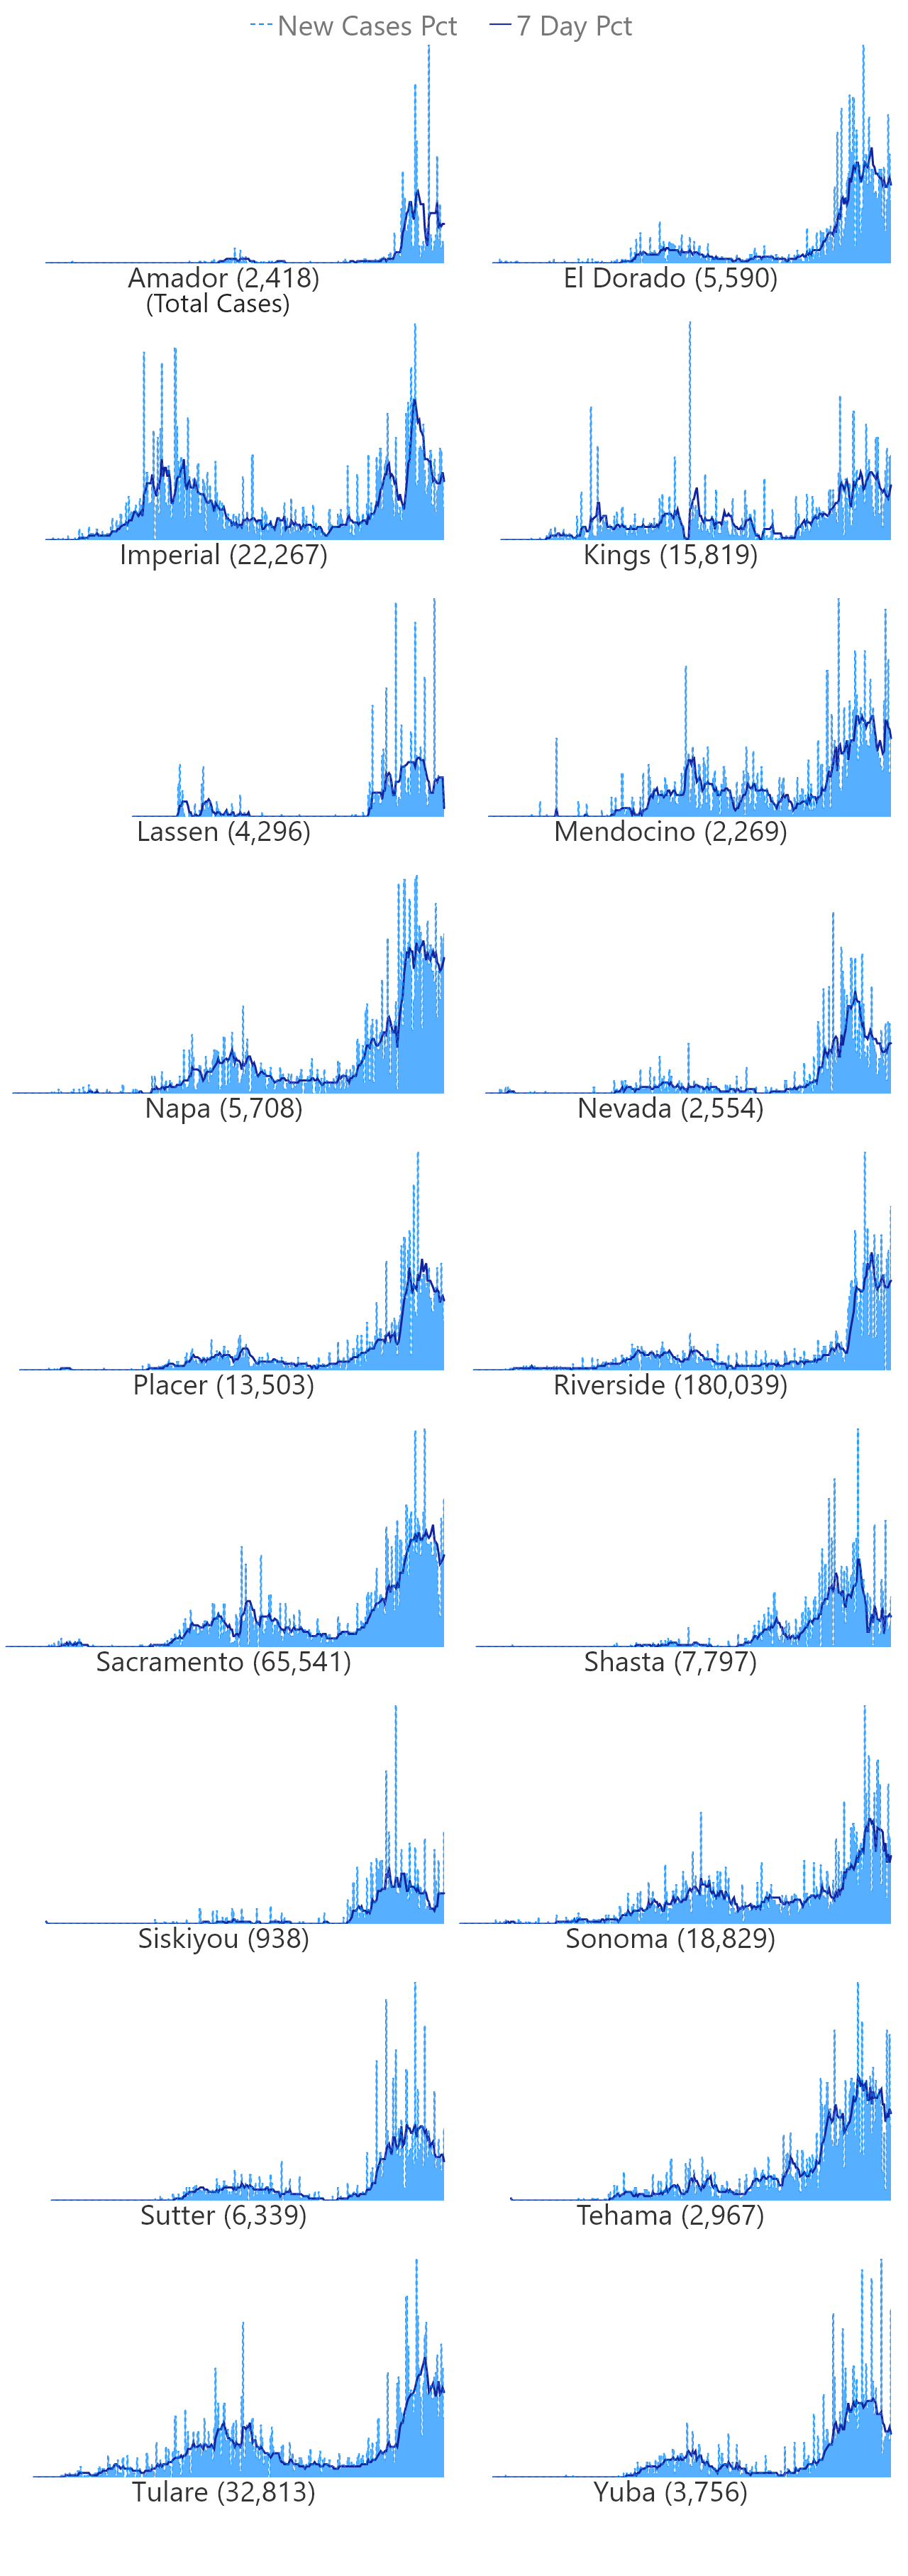 New Cases Pct 7 Day Pct
Amador (2,418) El Dorado (5,590)
(Total Cases)
Imperial (22,267) Kings (15,819)
Lassen (4,296) Mendocino (2,269)
Napa (5,708) Nevada (2,554)
Placer (13,503) Riverside (180,039)
Sacramento (65,541) Shasta (7,797)
Siskiyou (938) Sonoma (18,829)
Sutter (6,339) Tehama (2,967)
Tulare (32,813) Yuba (3,756)